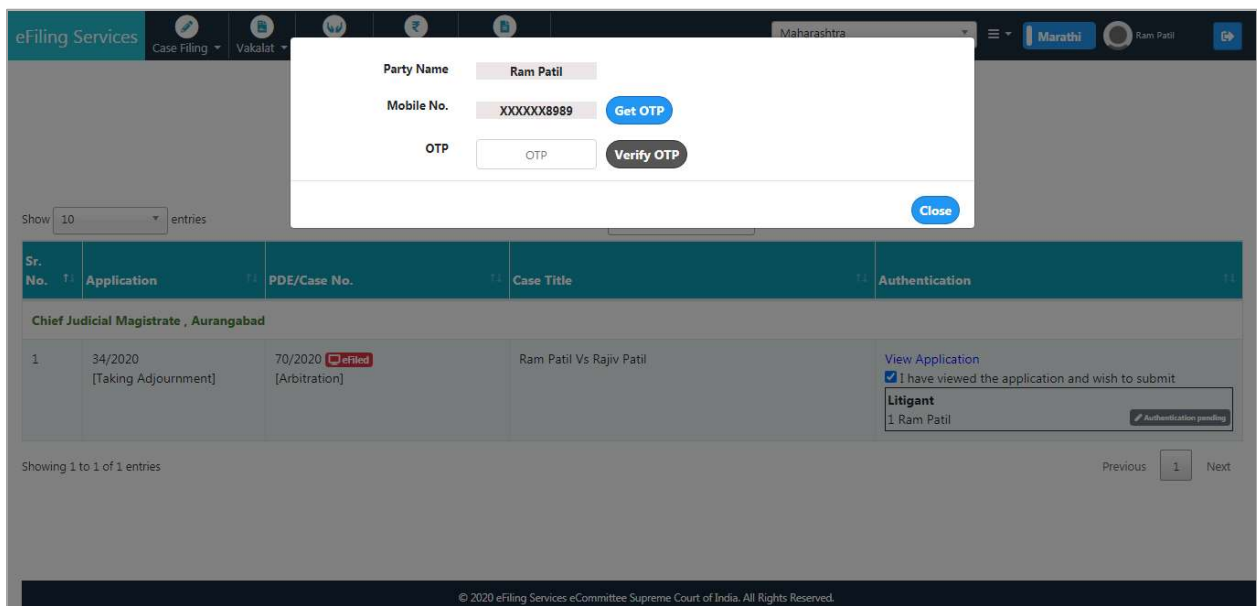 eFiling Services
Case Filing
Vakalat
Maharashtra
Marathi
Ram Patil
Party Name
Ram Patil
Mobile No.
XXXXXX8989
Get OTP
OTP
OTP
Verify OTP
Close
Show 10 entries
Sr.
No. Application PDE/Case No. Case Title Authentication
Chief Judicial Magistrate , Aurangabad
1 34/2020 70/2020 eFiled Ram Patil Vs Rajiv Patil View Application
[Taking Adjournment] [Arbitration] I have viewed the application and wish to submit
Litigant
1 Ram Patil Authentication pending
Showing 1 to 1 of 1 entries
Previous 1 Next
© 2020 eFiling Services eCommittee Supreme Court of India. All Rights Reserved.